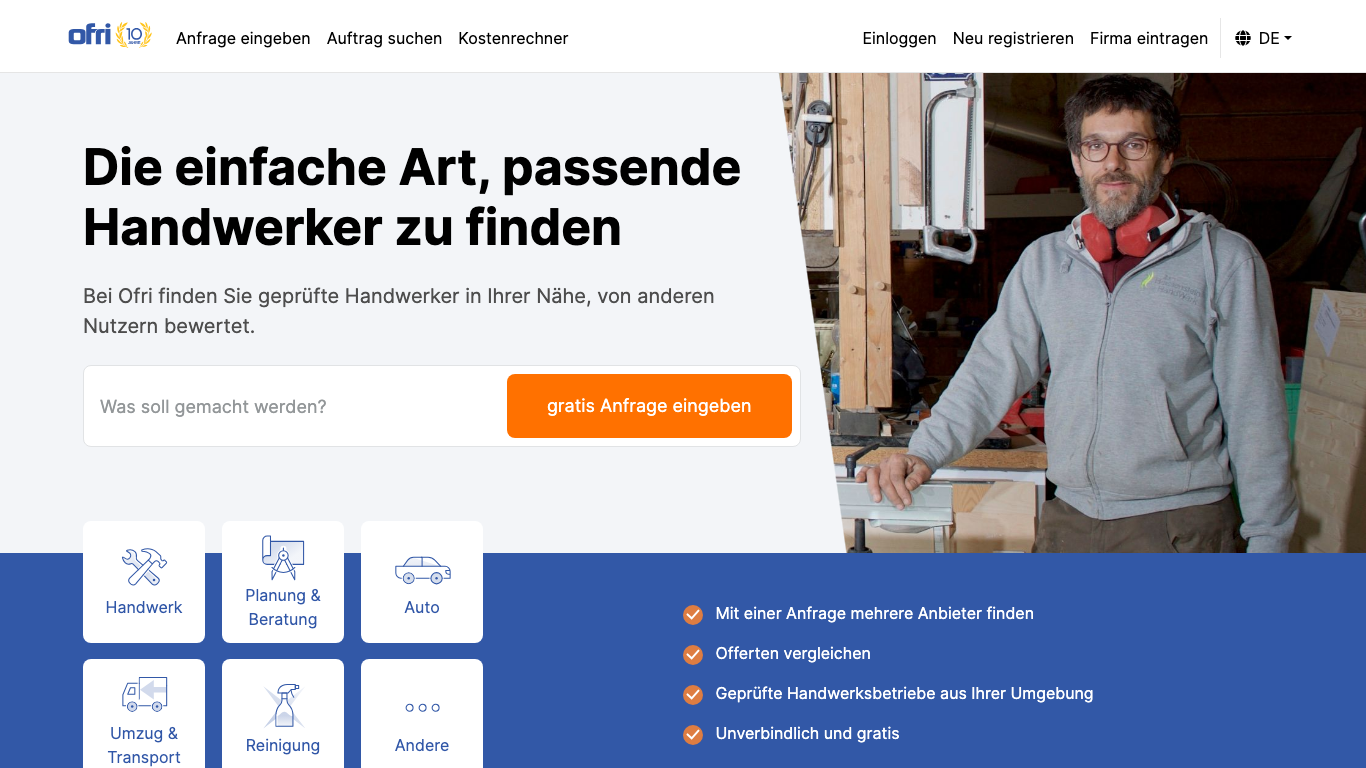 ofri 10 JAHRE
Anfrage eingeben Auftrag suchen Kostenrechner
Einloggen Neu registrieren Firma eintragen DE
Die einfache Art, passende
Handwerker zu finden
Bei Ofri finden Sie geprüfte Handwerker in Ihrer Nähe, von anderen
Nutzern bewertet.
Was soll gemacht werden?
gratis Anfrage eingeben
Handwerk
Planung &
Beratung
Auto
Umzug &
Transport
Reinigung
Andere
Mit einer Anfrage mehrere Anbieter finden
Offerten vergleichen
Geprüfte Handwerksbetriebe aus Ihrer Umgebung
Unverbindlich und gratis